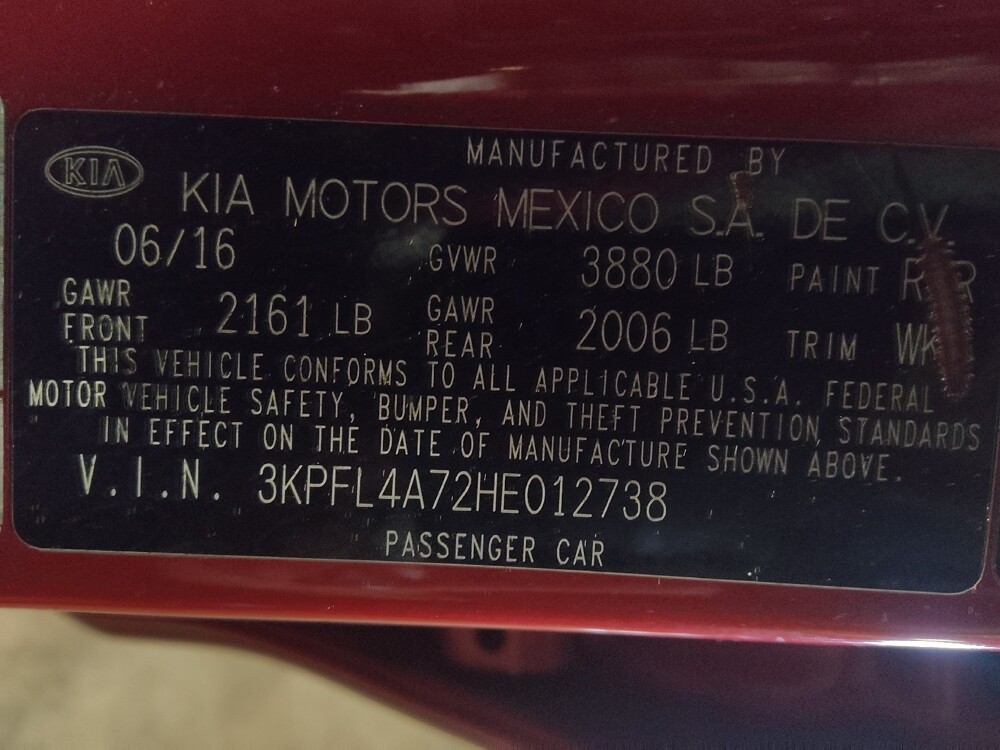 MANUFACTURED BY
KIA
KIA MOTORS MEXICO S.A. DE C.V.
06/16 GVWR 3880 LB PAINT
GAWR FRONT 2161 LB GAWR REAR 2006 LB TRIM
THIS VEHICLE CONFORMS TO ALL APPLICABLE U.S.A. FEDERAL
MOTOR VEHICLE SAFETY, BUMPER, AND THEFT PREVENTION STANDARDS
IN EFFECT ON THE DATE OF MANUFACTURE SHOWN ABOVE.
V.I.N. 3KPFL4A72HE012738
PASSENGER CAR